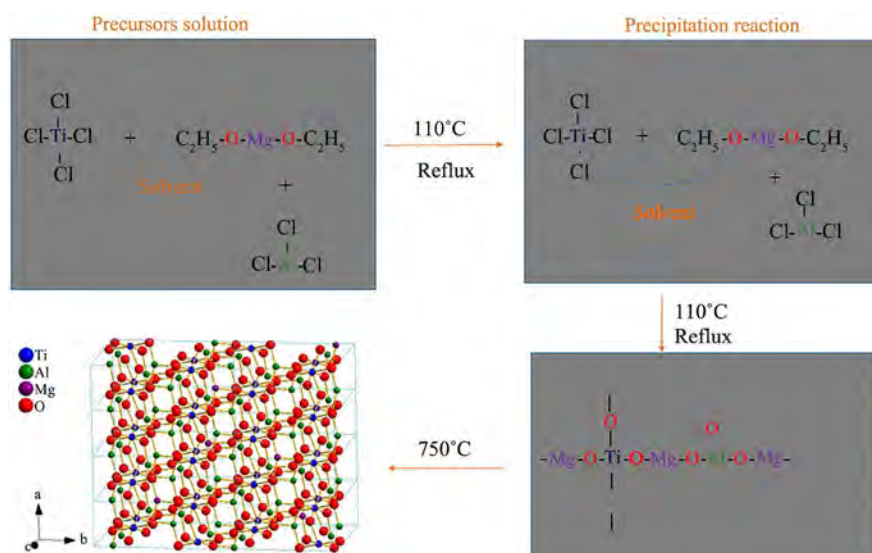 Precursors solution
Cl
Cl-Ti-Cl
Cl
+
C₂H₅-O-Mg-O-C₂H₅
Solvent
+
Cl
Cl-Al-Cl
110°C
Reflux
Precipitation reaction
Cl
Cl-Ti-Cl
Cl
+
C₂H₅-O-Mg-O-C₂H₅
Solvent
+
Cl
Cl-Al-Cl
110°C
Reflux
O
O
-Mg-O-Ti-O-Mg-O-Al-O-Mg-
750°C
Ti
Al
Mg
O
a
b
c